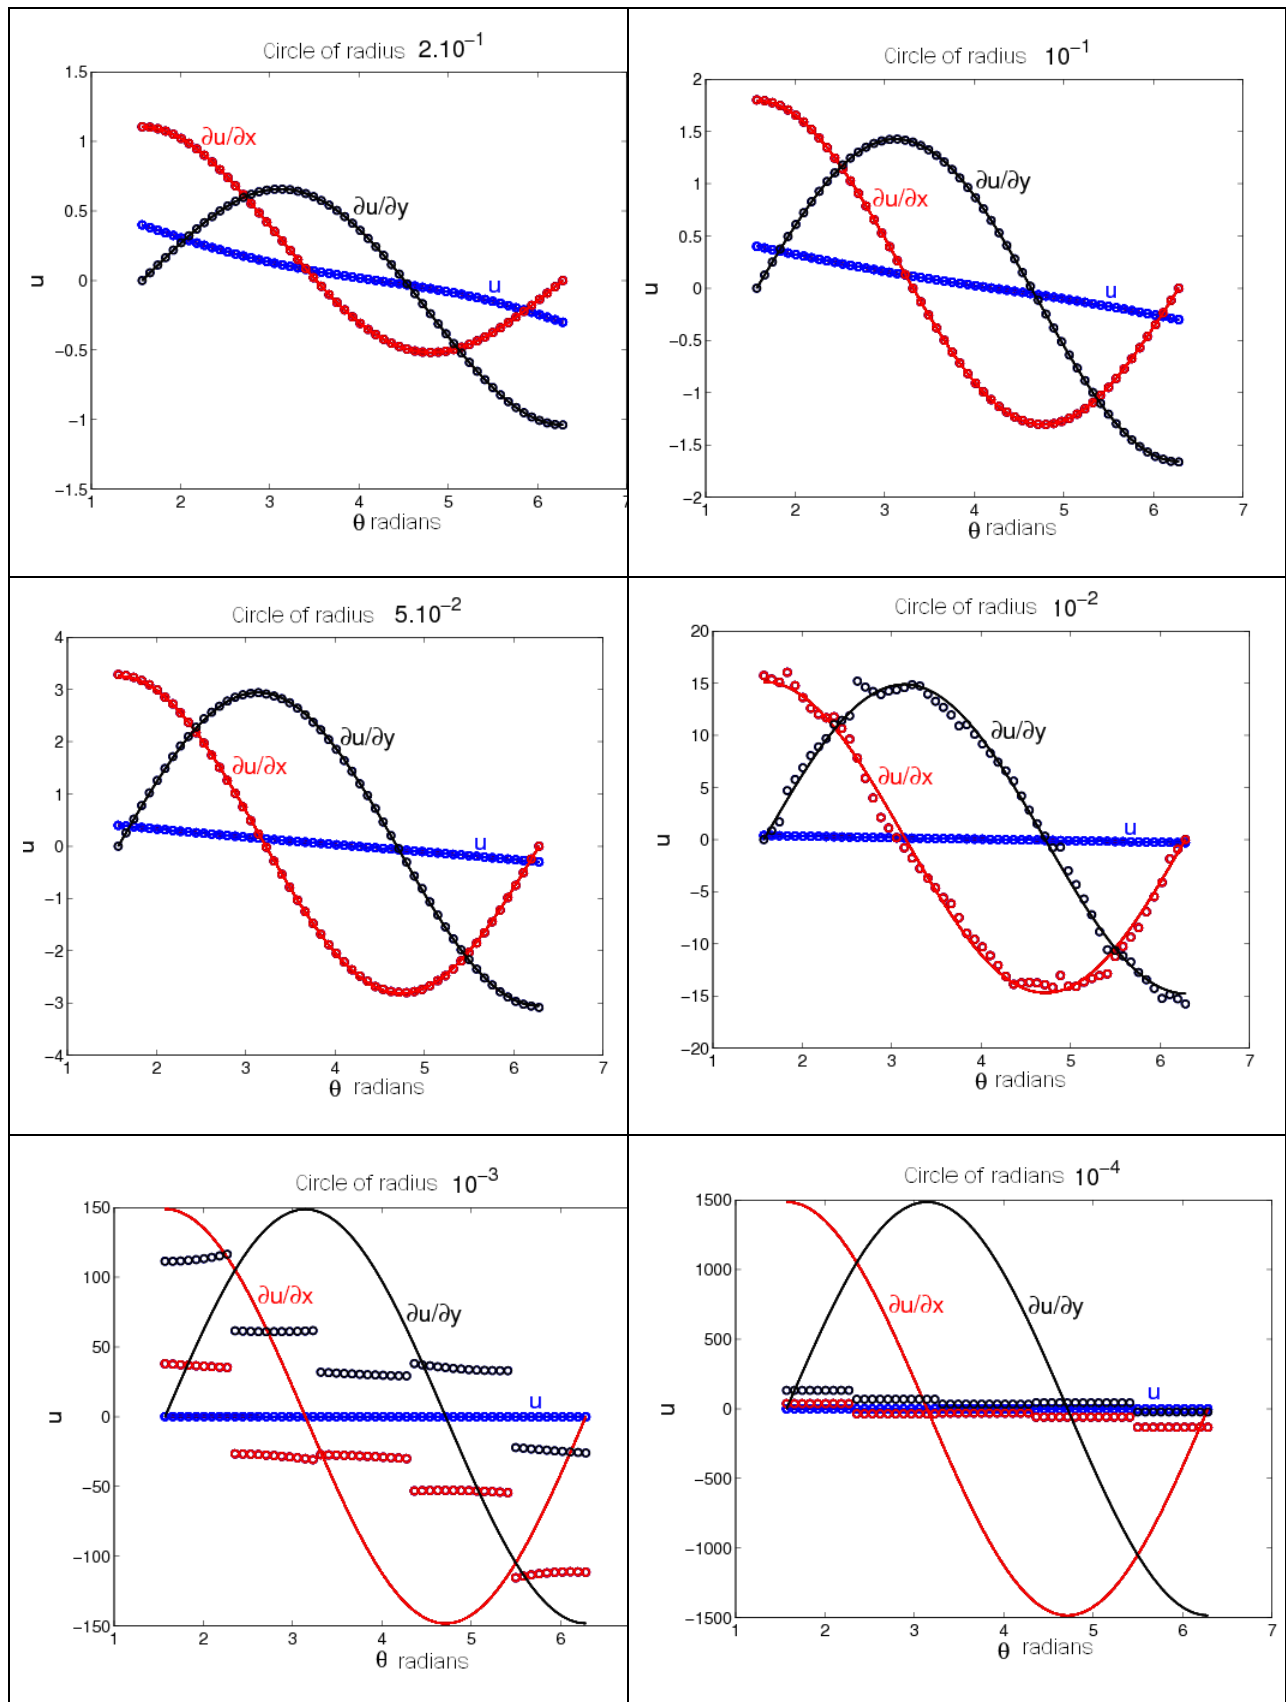 Circle of radius 2.10⁻¹
1.5
1
0.5
0
−0.5
−1
−1.5
u
∂u/∂x
∂u/∂y
u
1 2 3 4 5 6 7
θ radians
Circle of radius 10⁻¹
2
1.5
1
0.5
0
−0.5
−1
−1.5
−2
u
∂u/∂x
∂u/∂y
u
1 2 3 4 5 6 7
θ radians
Circle of radius 5.10⁻²
4
3
2
1
0
−1
−2
−3
−4
u
∂u/∂x
∂u/∂y
u
1 2 3 4 5 6 7
θ radians
Circle of radius 10⁻²
20
15
10
5
0
−5
−10
−15
−20
u
∂u/∂x
∂u/∂y
u
1 2 3 4 5 6 7
θ radians
Circle of radius 10⁻³
150
100
50
0
−50
−100
−150
u
∂u/∂x
∂u/∂y
u
1 2 3 4 5 6
θ radians
Circle of radians 10⁻⁴
1500
1000
500
0
−500
−1000
−1500
u
∂u/∂x
∂u/∂y
u
1 2 3 4 5 6 7
θ radians